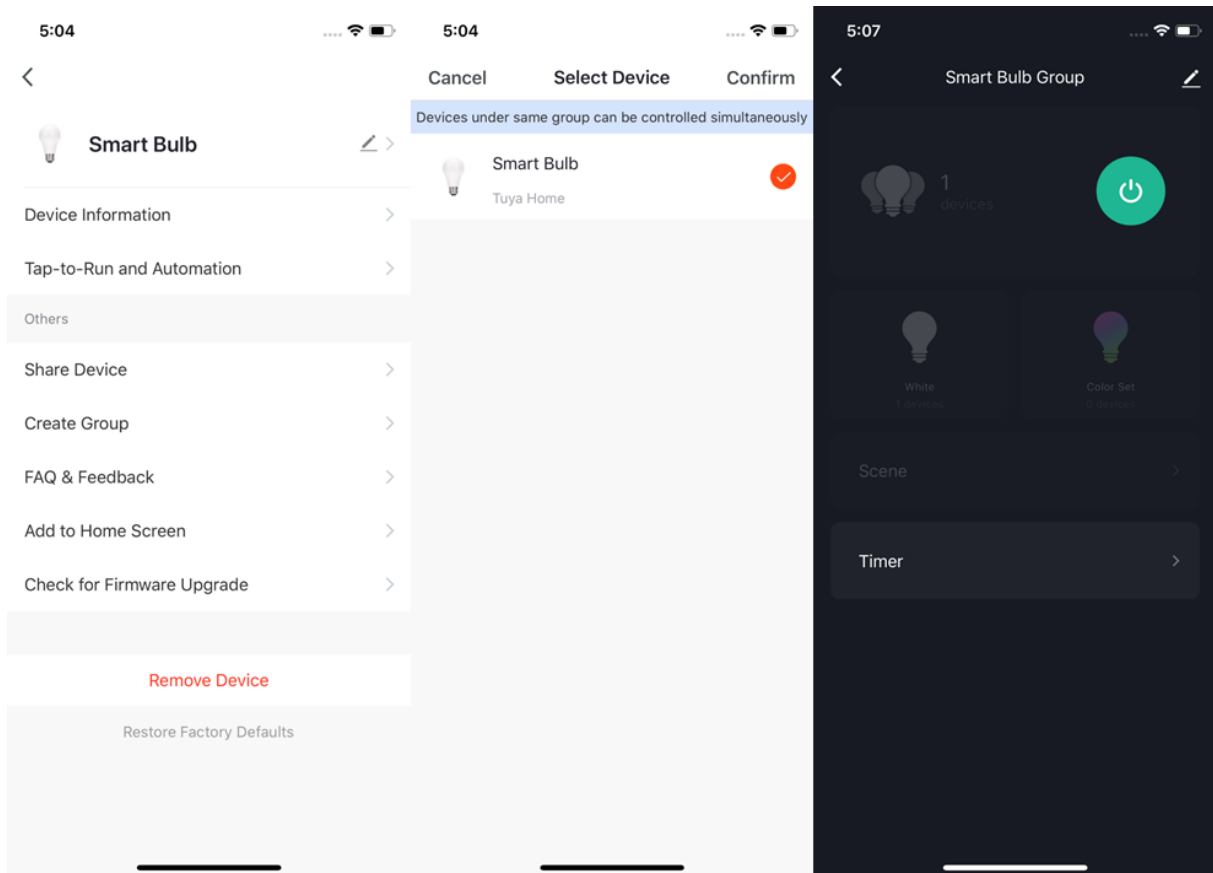 5:04
Smart Bulb
Device Information
Tap-to-Run and Automation
Others
Share Device
Create Group
FAQ & Feedback
Add to Home Screen
Check for Firmware Upgrade
Remove Device
Restore Factory Defaults
5:04
Cancel
Select Device
Confirm
Devices under same group can be controlled simultaneously
Smart Bulb
Tuya Home
5:07
Smart Bulb Group
1
devices
White
1 devices
Color Set
0 devices
Scene
Timer